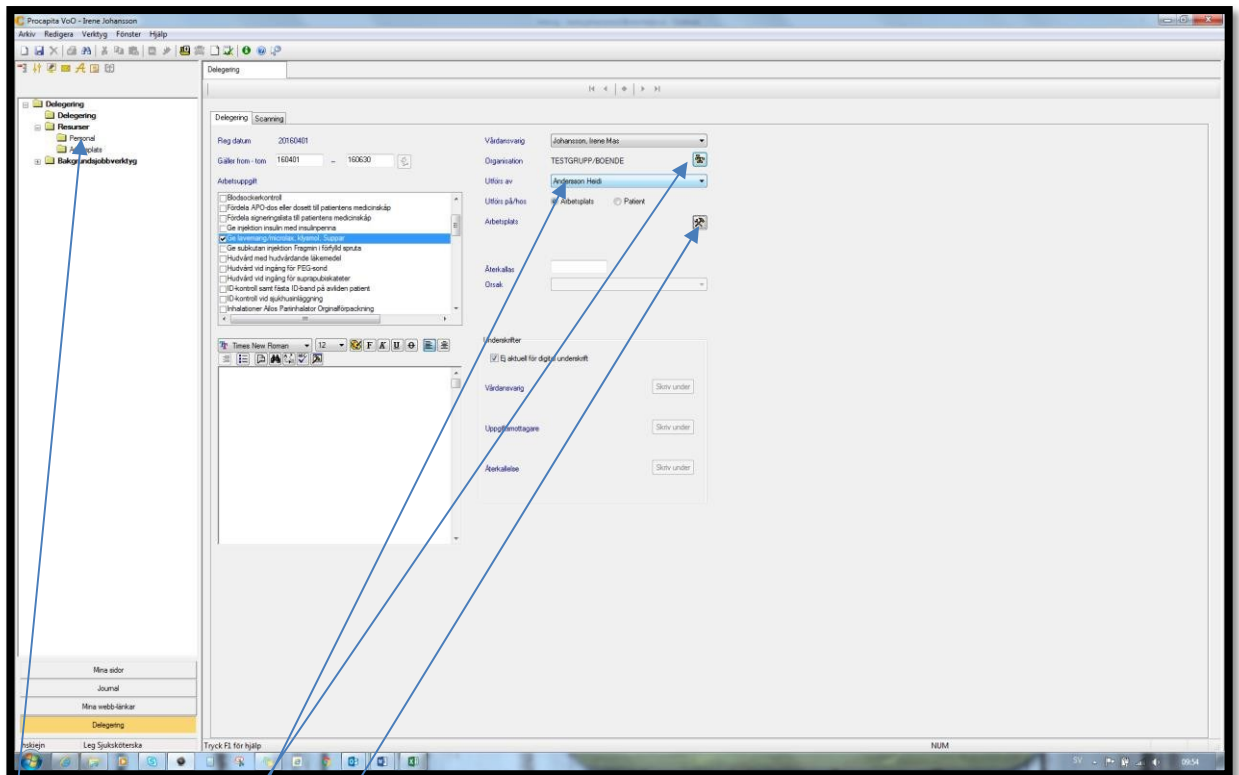 Procapita VoO - Irene Johansson
Arkiv Redigera Verktyg Fönster Hjälp
Delegering
Delegering
Delegering
Resurser
Personal
Bakgrundsjobbverktyg
Delegering Scanning
Reg datum 20160401
Gäller from - tom 160401 - 160630
Arbetsuppgift
Blodsockerkontroll
Fördela APO-dos eller dosett till patientens medicinskåp
Fördela signeringslista till patientens medicinskåp
Ge injektion insulin med insulinpenna
Ge lavemang/microlax, klysmol, Suppar
Ge subkutan injektion Fragmin i förfylld spruta
Hudvård med hudvårdande läkemedel
Hudvård vid ingång för PEG-sond
Hudvård vid ingång för suprapubiskateter
ID-kontroll samt fästa ID-band på avliden patient
ID-kontroll vid sjukhusinläggning
Inhalationer Airos Parinhalator Orginalförpackning
Times New Roman 12 F K U
Vårdansvarig Johansson, Irene Mas
Organisation TESTGRUPP/BOENDE
Utförs av Andersson Heidi
Utförs på/hos Arbetsplats Patient
Arbetsplats
Återkallas
Orsak
Underskrifter
Ej aktuell för digital underskrift
Vårdansvarig Skriv under
Uppgiftsmottagare Skriv under
Återkallelse Skriv under
Mina sidor
Journal
Mina webb-länkar
Delegering
Leg Sjuksköterska
Tryck F1 för hjälp
NUM
SV
09:54